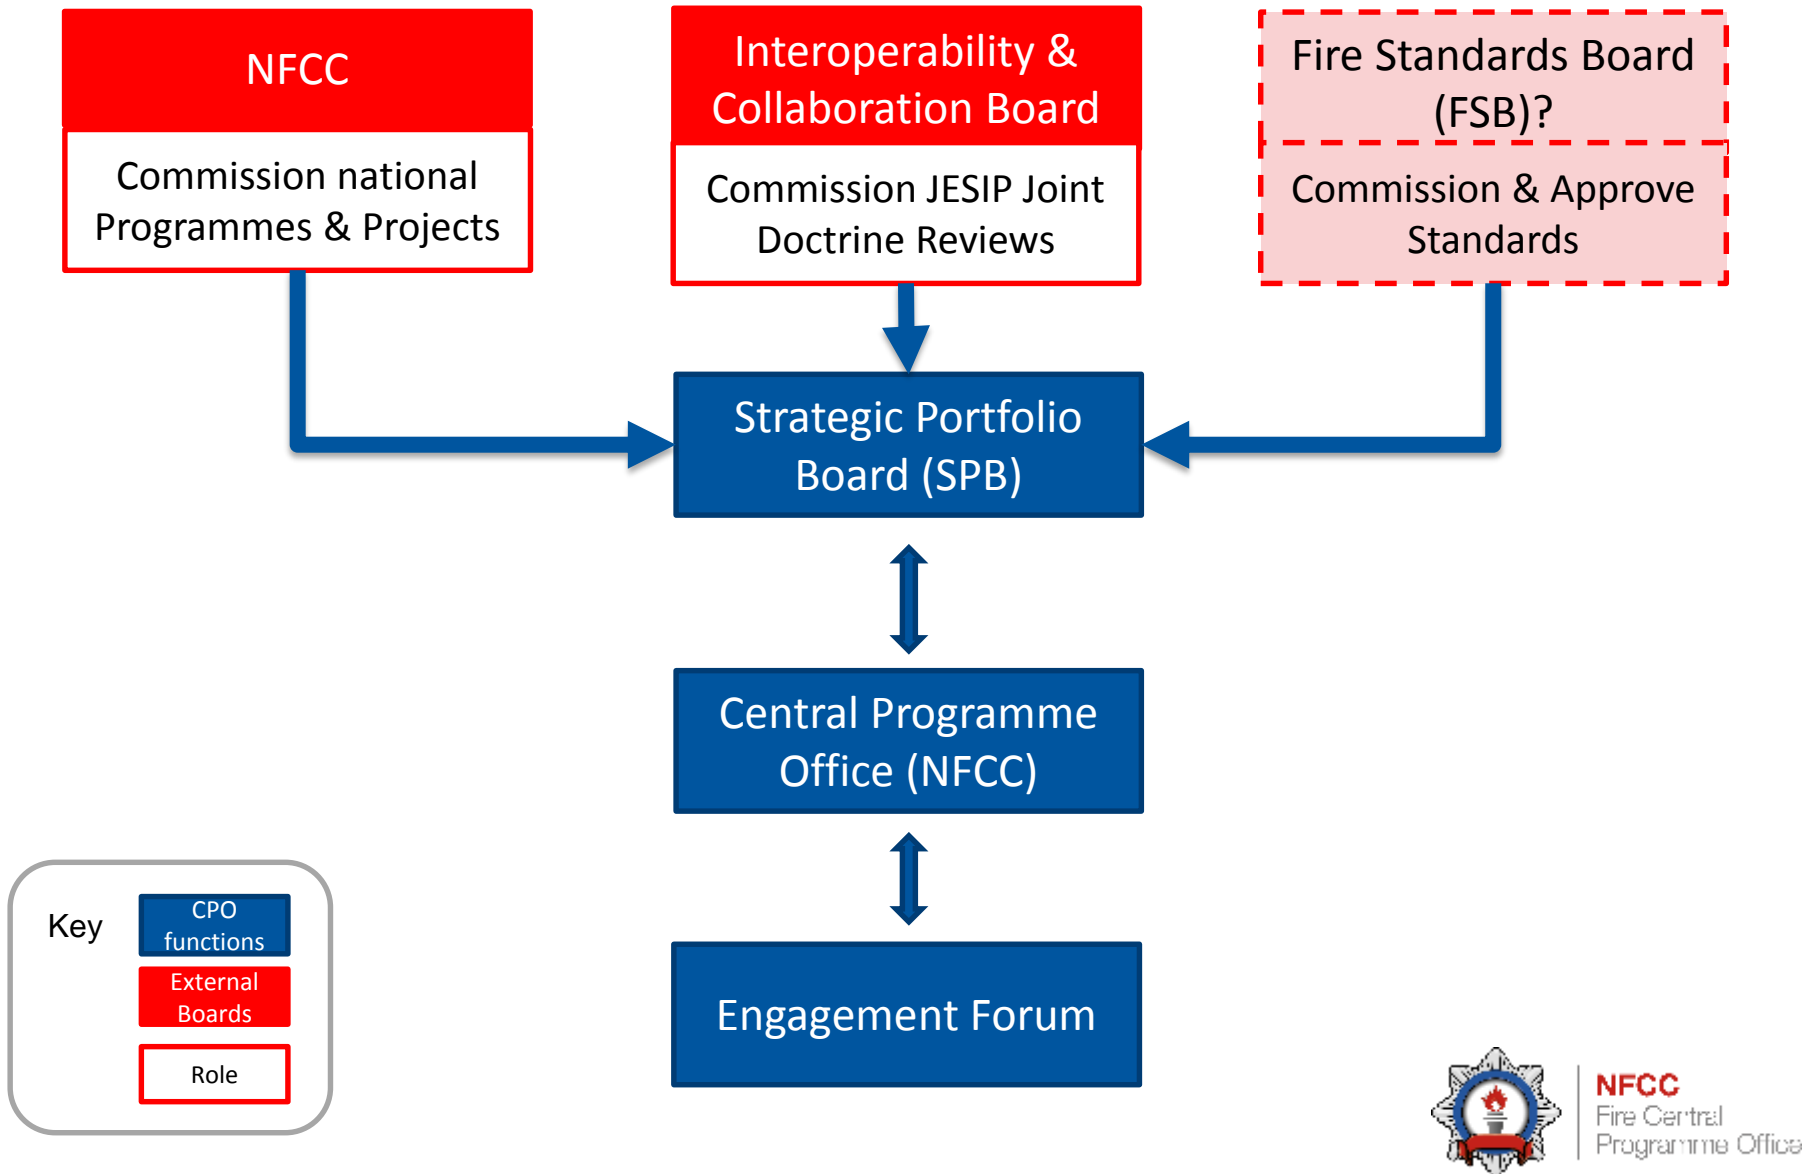 NFCC
Commission national
Programmes & Projects
Interoperability &
Collaboration Board
Commission JESIP Joint
Doctrine Reviews
Fire Standards Board
(FSB)?
Commission & Approve
Standards
Strategic Portfolio
Board (SPB)
Central Programme
Office (NFCC)
Engagement Forum
Key
CPO
functions
External
Boards
Role
NFCC
Fire Central
Programme Office